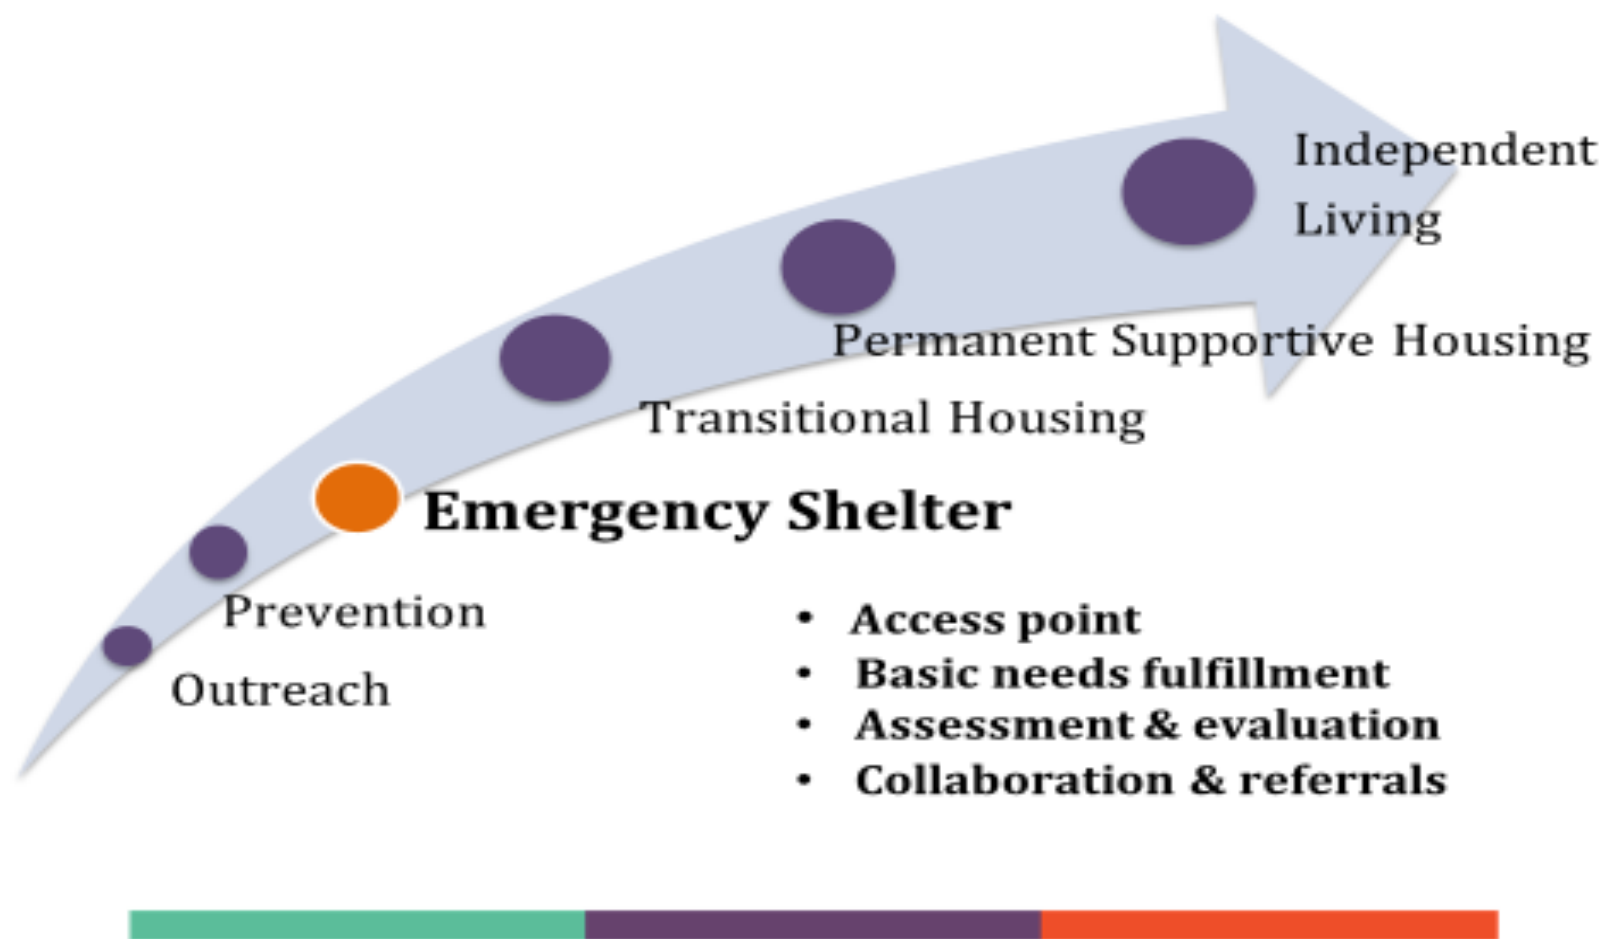 Independent
Living
Permanent Supportive Housing
Transitional Housing
Emergency Shelter
Prevention
Outreach
• Access point
• Basic needs fulfillment
• Assessment & evaluation
• Collaboration & referrals